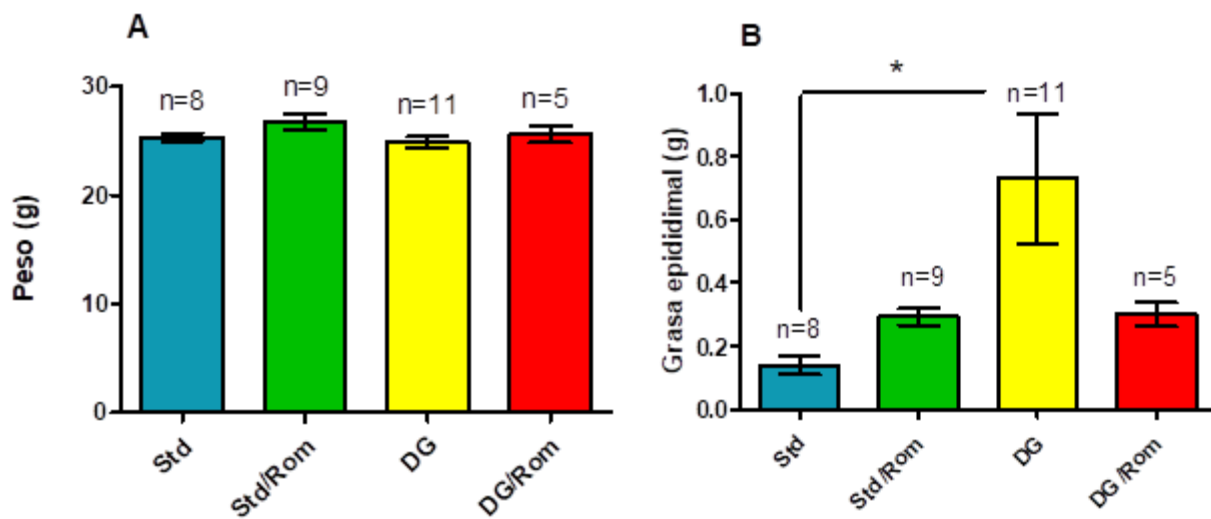 A
Peso (g)
30
20
10
0
n=8
n=9
n=11
n=5
Std
Std/Rom
DG
DG/Rom
B
Grasa epididimal (g)
1.0
0.8
0.6
0.4
0.2
0.0
*
n=8
n=9
n=11
n=5
Std
Std/Rom
DG
DG /Rom